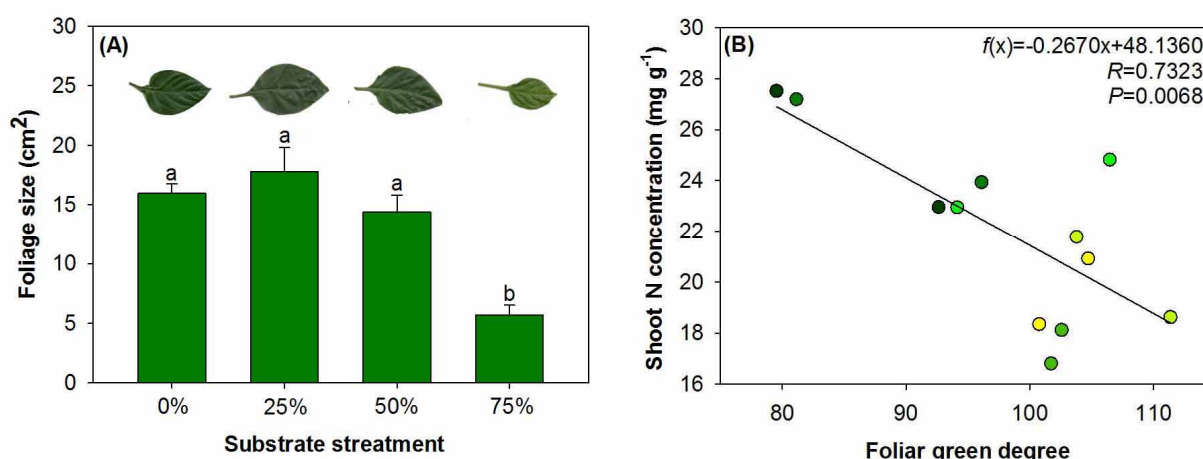 (A)
Foliage size (cm²)
30
25
20
15
10
5
0
a
a
a
b
0% 25% 50% 75%
Substrate streatment
(B)
f(x)=-0.2670x+48.1360
R=0.7323
P=0.0068
Shoot N concentration (mg g⁻¹)
30
28
26
24
22
20
18
16
80 90 100 110
Foliar green degree